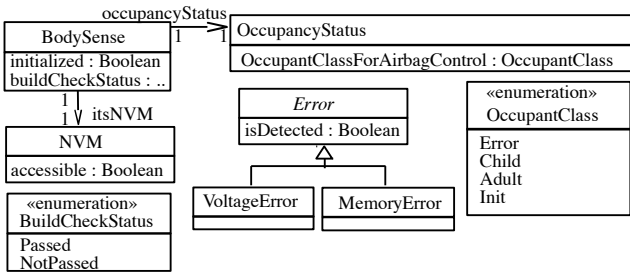 occupancyStatus
BodySense
1
1
OccupancyStatus
initialized : Boolean
buildCheckStatus : ..
OccupantClassForAirbagControl : OccupantClass
1
itsNVM
1
NVM
accessible : Boolean
Error
isDetected : Boolean
«enumeration»
OccupantClass
Error
Child
Adult
Init
VoltageError
MemoryError
«enumeration»
BuildCheckStatus
Passed
NotPassed